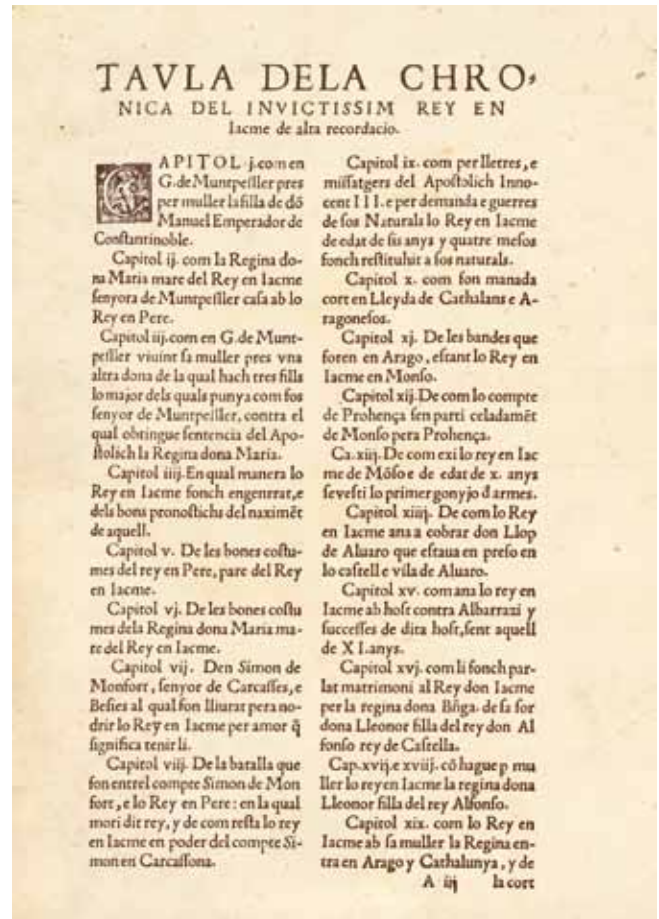 TAVLA DELA CHRO-
NICA DEL INVICTISSIM REY EN
Iacme de alta recordacio.
CAPITOL j. com en
G. de Muntpeſller pres
per muller la filla de dõ
Manuel Emperador de
Conſtantinoble.
Capitol ij. com la Regina do-
na Maria mare del Rey en Iacme
ſenyora de Muntpeſller caſa ab lo
Rey en Pere.
Capitol iij. com en G. de Munt-
peſller viuint ſa muller pres vna
altra dona de la qual hach tres fills
lo major dels quals punya com fos
ſenyor de Muntpeſller, contra el
qual obtingue ſentencia del Apo-
ſtolich la Regina dona Maria.
Capitol iiij. En qual manera lo
Rey en Iacme fonch engenrrat, e
dels bons pronoſtichs del naximẽt
de aquell.
Capitol v. De les bones coſtu-
mes del rey en Pere, pare del Rey
en Iacme.
Capitol vj. De les bones coſtu
mes dela Regina dona Maria ma-
re del Rey en Iacme.
Capitol vij. Den Simon de
Monfort, ſenyor de Carcaſſes, e
Beſies al qual fon lliurat pera no-
drir lo Rey en Iacme per amor q̃
ſignifica tenir li.
Capitol viij. De la batalla que
fon entrel compte Simon de Mon
fort, e lo Rey en Pere: en la qual
mori dit rey, y de com reſta lo rey
en Iacme en poder del compte Si-
mon en Carcaſſona.
Capitol ix. com per lletres, e
miſſatgers del Apoſtolich Inno-
cent III. e per demanda e guerres
de ſos Naturals lo Rey en Iacme
de edat de ſis anys y quatre meſos
fonch reſtituhit a ſos naturals.
Capitol x. com fon manada
cort en Lleyda de Cathalans e A-
ragoneſos.
Capitol xj. De les bandes que
foren en Arago, eſtant lo Rey en
Iacme en Monſo.
Capitol xij. De com lo compte
de Prohença ſen parti celadamẽt
de Monſo pera Prohença.
Ca. xiij. De com exi lo rey en Iac
me de Mõſo e de edat de x. anys
ſeveſti lo primer gonyjo d armes.
Capitol xiiij. De com lo Rey
en Iacme ana a cobrar don Llop
de Aluaro que eſtaua en preſo en
lo caſtell e vila de Aluaro.
Capitol xv. com ana lo rey en
Iacme ab hoſt contra Albarrazi y
ſucceſſes de dita hoſt, ſent aquell
de XI. anys.
Capitol xvj. com li fonch par-
lat matrimoni al Rey don Iacme
per la regina dona Bñga. de ſa ſor
dona Lleonor filla del rey don Al
fonſo rey de Caſtella.
Cap. xvij. e xviij. cõ hague p mu
ller lo rey en Iacme la regina dona
Lleonor filla del rey Alfonſo.
Capitol xix. com lo Rey en
Iacme ab ſa muller la Regina en-
tra en Arago y Cathalunya, y de
A iij la cort